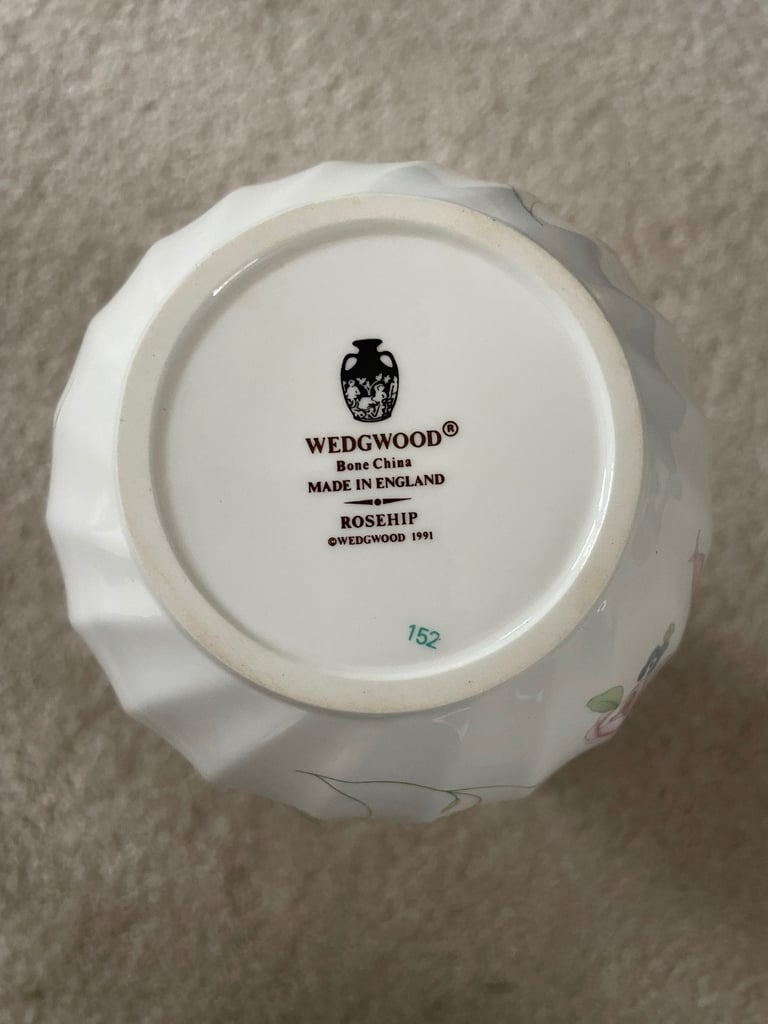 WEDGWOOD®
Bone China
MADE IN ENGLAND
ROSEHIP
©WEDGWOOD 1991
152